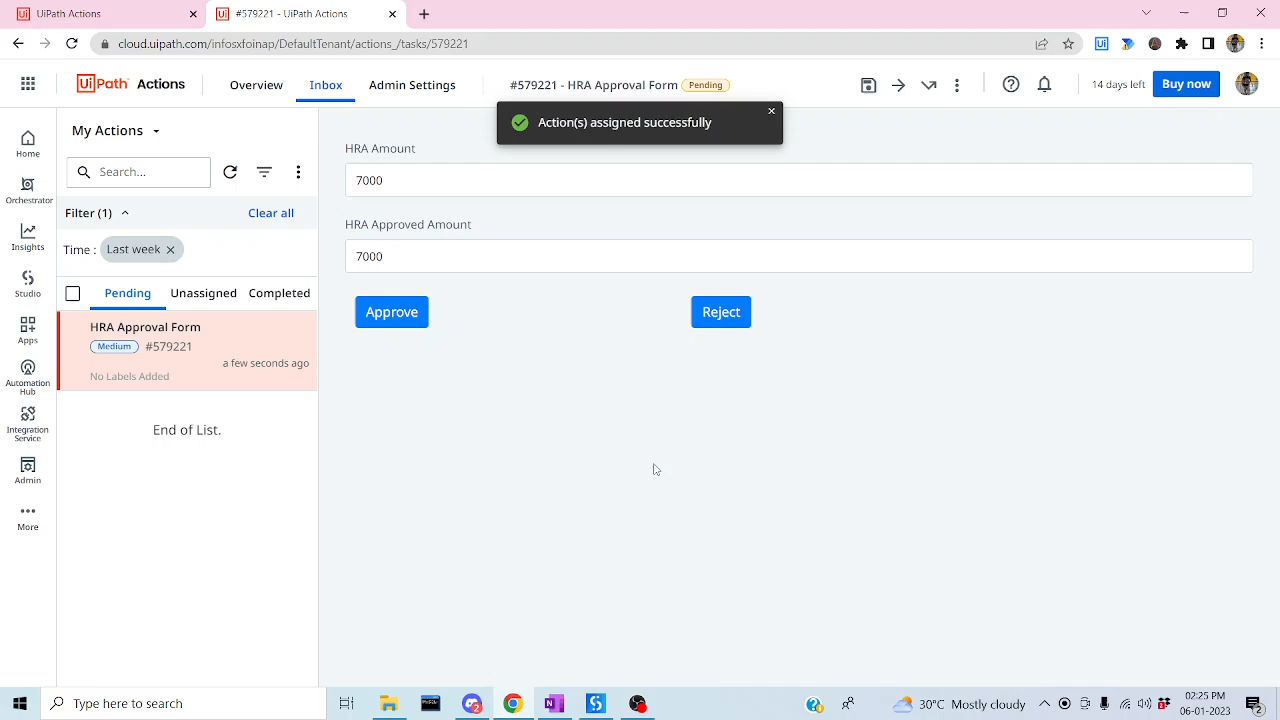 UiPath Actions
#579221 - UiPath Actions
cloud.uipath.com/infosxfoinap/DefaultTenant/actions_/tasks/579221
UiPath Actions
Overview
Inbox
Admin Settings
#579221 - HRA Approval Form Pending
14 days left
Buy now
Action(s) assigned successfully
Home
Orchestrator
Insights
Studio
Apps
Automation
Hub
Integration
Service
Admin
More
My Actions
Search...
Filter (1)
Clear all
Time : Last week
Pending
Unassigned
Completed
HRA Approval Form
Medium #579221
a few seconds ago
No Labels Added
End of List.
HRA Amount
7000
HRA Approved Amount
7000
Approve
Reject
Type here to search
30°C Mostly cloudy
02:25 PM
06-01-2023
2